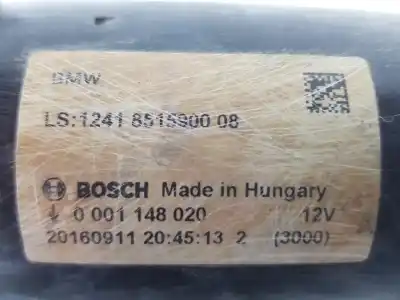 BMW
LS:1241 8515900 08
BOSCH Made in Hungary
0 001 148 020 12V
20160911 20:45:13 2 (3000)